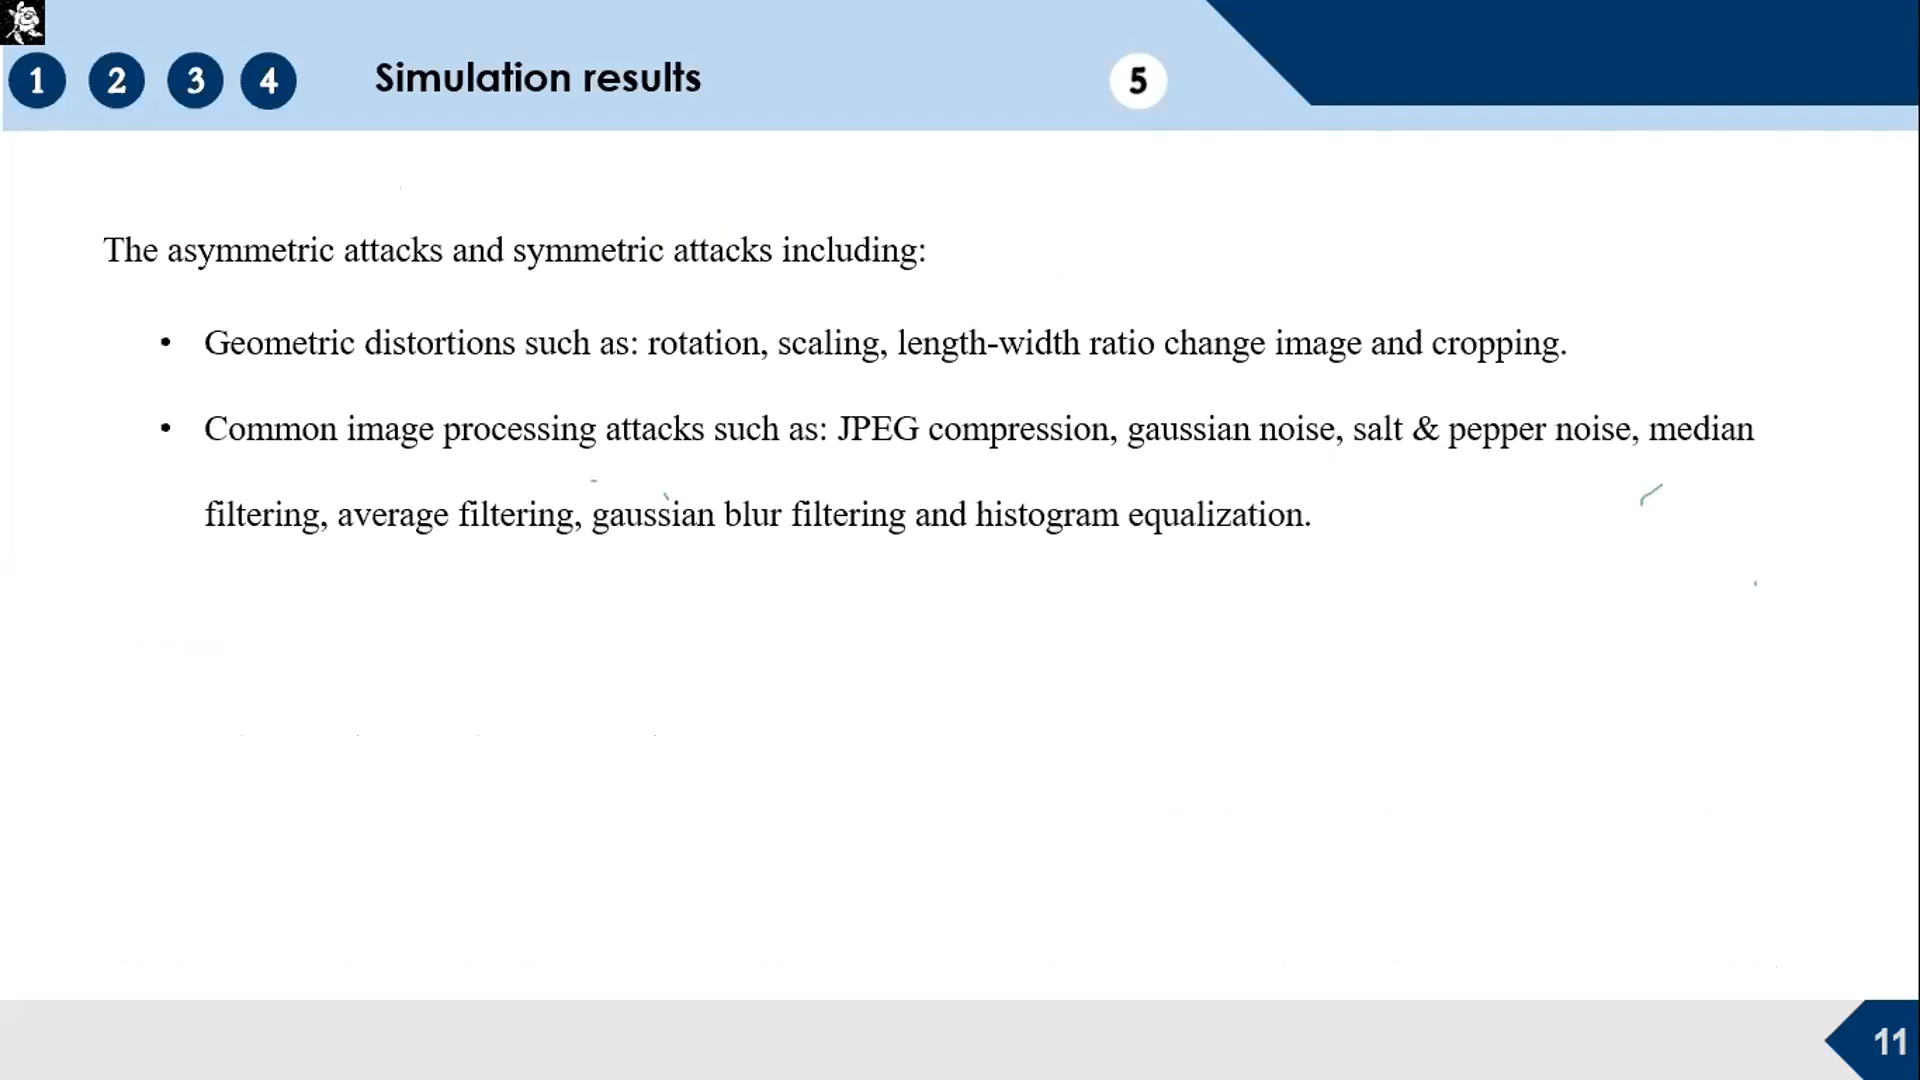 1 2 3 4 Simulation results 5
The asymmetric attacks and symmetric attacks including:
• Geometric distortions such as: rotation, scaling, length-width ratio change image and cropping.
• Common image processing attacks such as: JPEG compression, gaussian noise, salt & pepper noise, median
filtering, average filtering, gaussian blur filtering and histogram equalization.
11